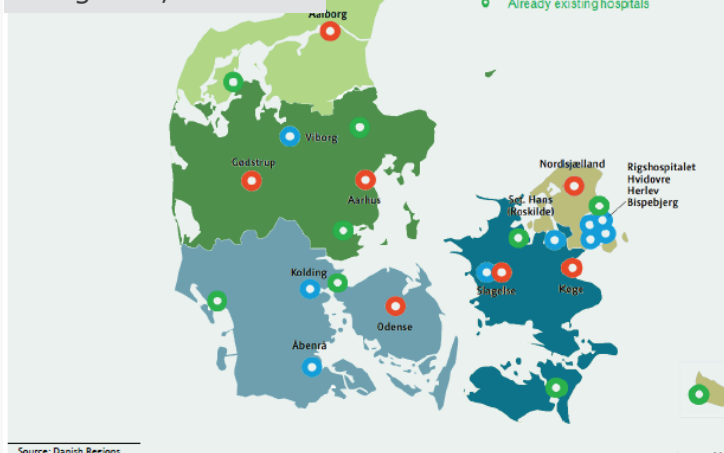 Already existing hospitals
Aalborg
Viborg
Gødstrup
Aarhus
Nordsjælland
Rigshospitalet
Hvidovre
Herlev
Bispebjerg
Sct. Hans
(Roskilde)
Kolding
Slagelse
Køge
Odense
Åbenrå
Source: Danish Regions